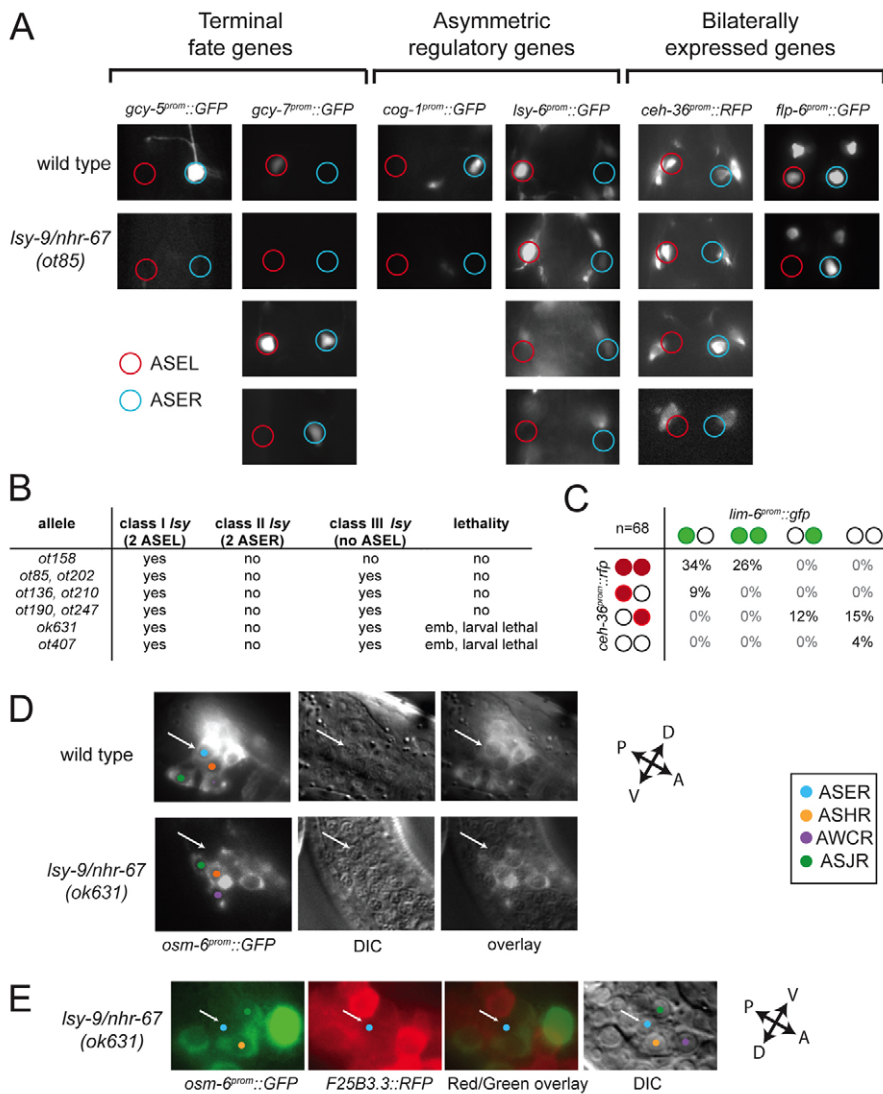 A
Terminal fate genes
Asymmetric regulatory genes
Bilaterally expressed genes
gcy-5prom::GFP gcy-7prom::GFP cog-1prom::GFP lsy-6prom::GFP ceh-36prom::RFP flp-6prom::GFP
wild type
lsy-9/nhr-67
(ot85)
ASEL
ASER
B
allele class I lsy (2 ASEL) class II lsy (2 ASER) class III lsy (no ASEL) lethality
ot158 yes no no no
ot85, ot202 yes no yes no
ot136, ot210 yes no yes no
ot190, ot247 yes no yes no
ok631 yes no yes emb, larval lethal
ot407 yes no yes emb, larval lethal
C
lim-6prom::gfp
n=68
ceh-36prom::rfp
34% 26% 0% 0%
9% 0% 0% 0%
0% 0% 12% 15%
0% 0% 0% 4%
D
wild type
P D
V A
lsy-9/nhr-67
(ok631)
osm-6prom::GFP DIC overlay
ASER
ASHR
AWCR
ASJR
E
lsy-9/nhr-67
(ok631)
P V
D A
osm-6prom::GFP F25B3.3::RFP Red/Green overlay DIC